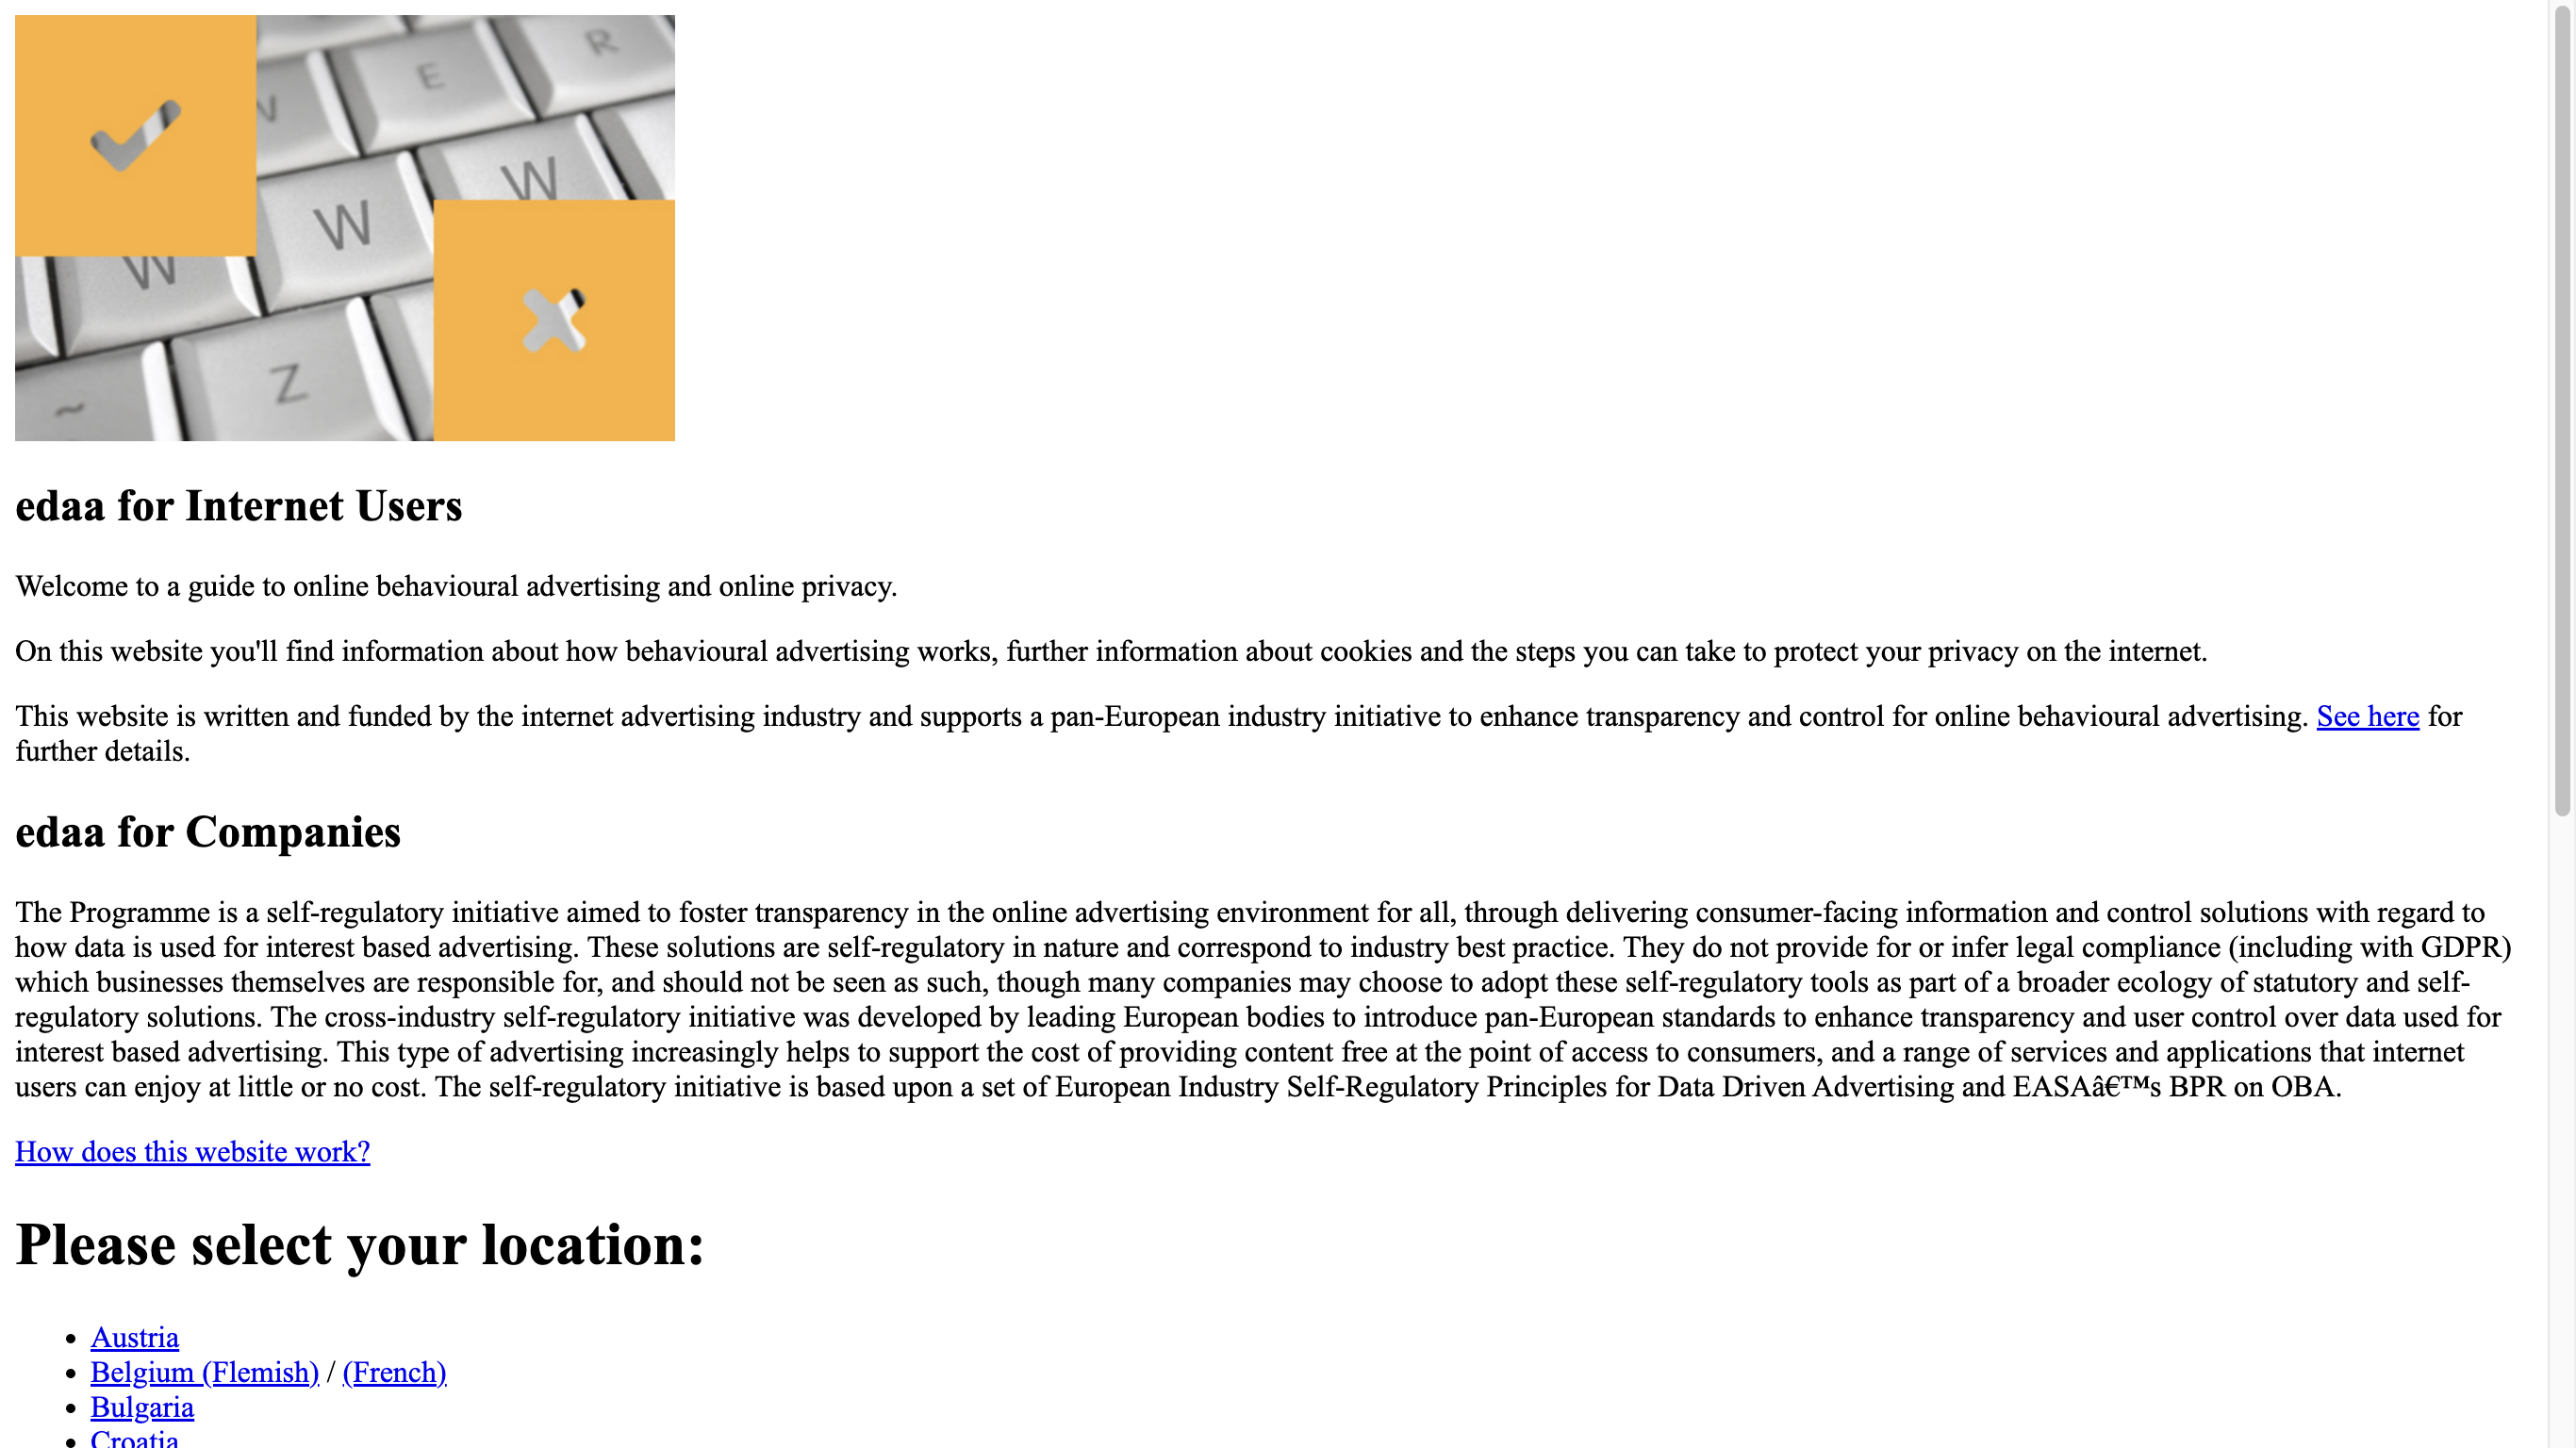 E
R
W
W
W
Z
~
edaa for Internet Users
Welcome to a guide to online behavioural advertising and online privacy.
On this website you'll find information about how behavioural advertising works, further information about cookies and the steps you can take to protect your privacy on the internet.
This website is written and funded by the internet advertising industry and supports a pan-European industry initiative to enhance transparency and control for online behavioural advertising. See here for
further details.
edaa for Companies
The Programme is a self-regulatory initiative aimed to foster transparency in the online advertising environment for all, through delivering consumer-facing information and control solutions with regard to
how data is used for interest based advertising. These solutions are self-regulatory in nature and correspond to industry best practice. They do not provide for or infer legal compliance (including with GDPR)
which businesses themselves are responsible for, and should not be seen as such, though many companies may choose to adopt these self-regulatory tools as part of a broader ecology of statutory and self-
regulatory solutions. The cross-industry self-regulatory initiative was developed by leading European bodies to introduce pan-European standards to enhance transparency and user control over data used for
interest based advertising. This type of advertising increasingly helps to support the cost of providing content free at the point of access to consumers, and a range of services and applications that internet
users can enjoy at little or no cost. The self-regulatory initiative is based upon a set of European Industry Self-Regulatory Principles for Data Driven Advertising and EASAâ€™s BPR on OBA.
How does this website work?
Please select your location:
• Austria
• Belgium (Flemish) / (French)
• Bulgaria
• Croatia